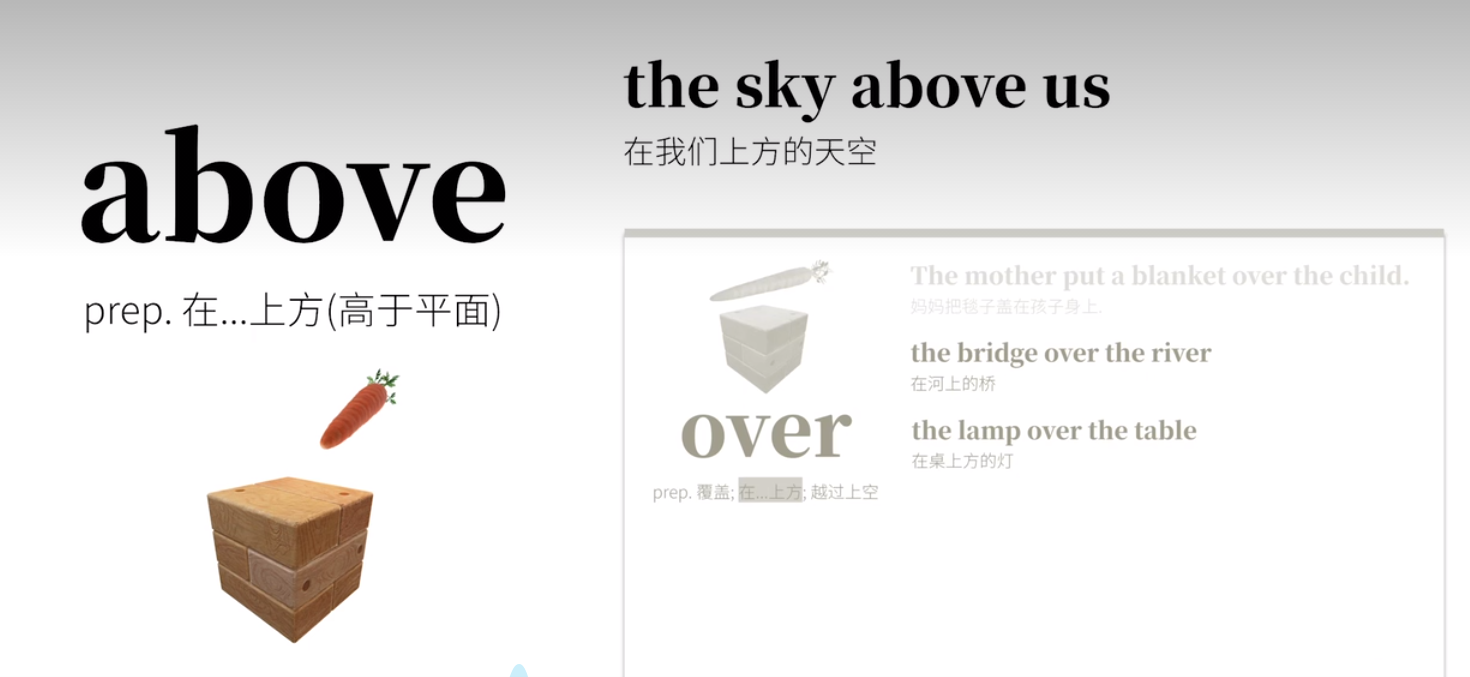 above
prep. 在...上方(高于平面)
the sky above us
在我们上方的天空
over
prep. 覆盖; 在...上方; 越过上空
The mother put a blanket over the child.
妈妈把毯子盖在孩子身上.
the bridge over the river
在河上的桥
the lamp over the table
在桌上方的灯